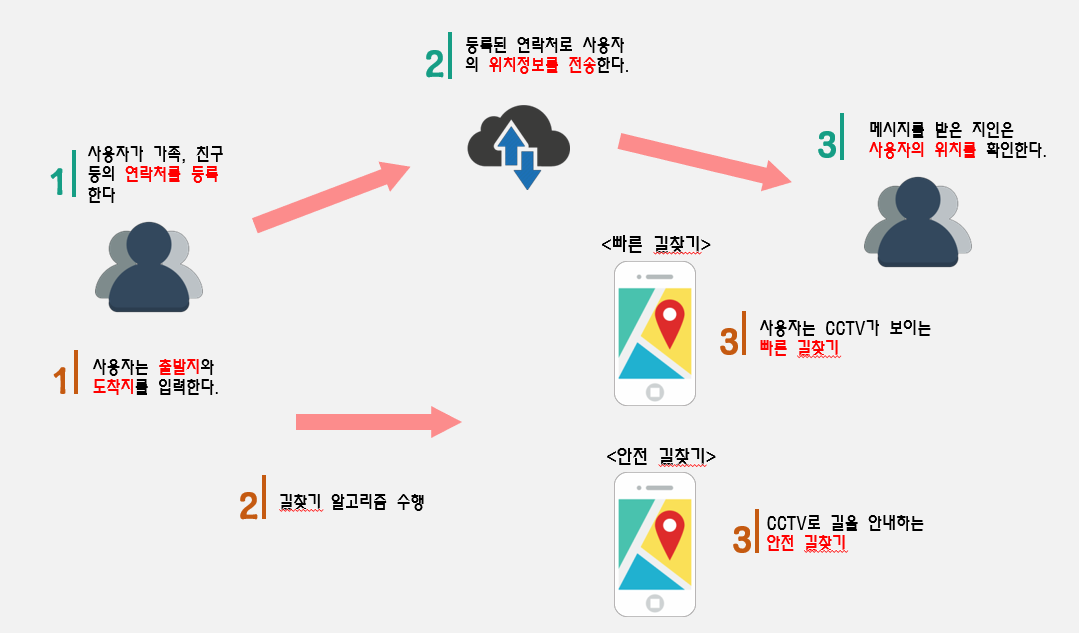 1
사용자가 가족, 친구
등의 연락처를 등록
한다
2
등록된 연락처로 사용자
의 위치정보를 전송한다.
3
메시지를 받은 지인은
사용자의 위치를 확인한다.
1
사용자는 출발지와
도착지를 입력한다.
2
길찾기 알고리즘 수행
<빠른 길찾기>
3
사용자는 CCTV가 보이는
빠른 길찾기
<안전 길찾기>
3
CCTV로 길을 안내하는
안전 길찾기